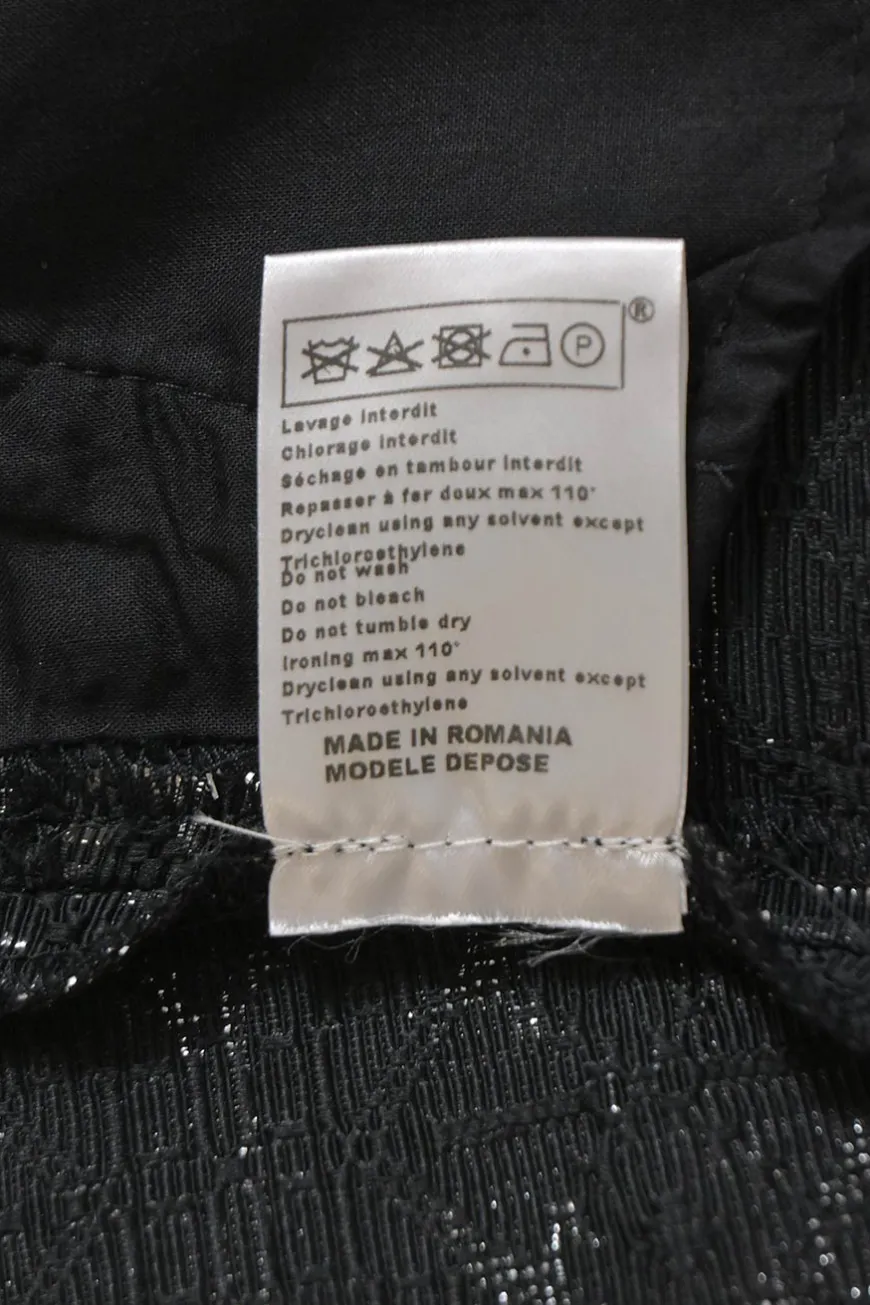 ®
P
Lavage interdit
Chlorage interdit
Séchage en tambour interdit
Repasser à fer doux max 110°
Dryclean using any solvent except
Trichloroethylene
Do not wash
Do not bleach
Do not tumble dry
Ironing max 110°
Dryclean using any solvent except
Trichloroethylene
MADE IN ROMANIA
MODELE DEPOSE